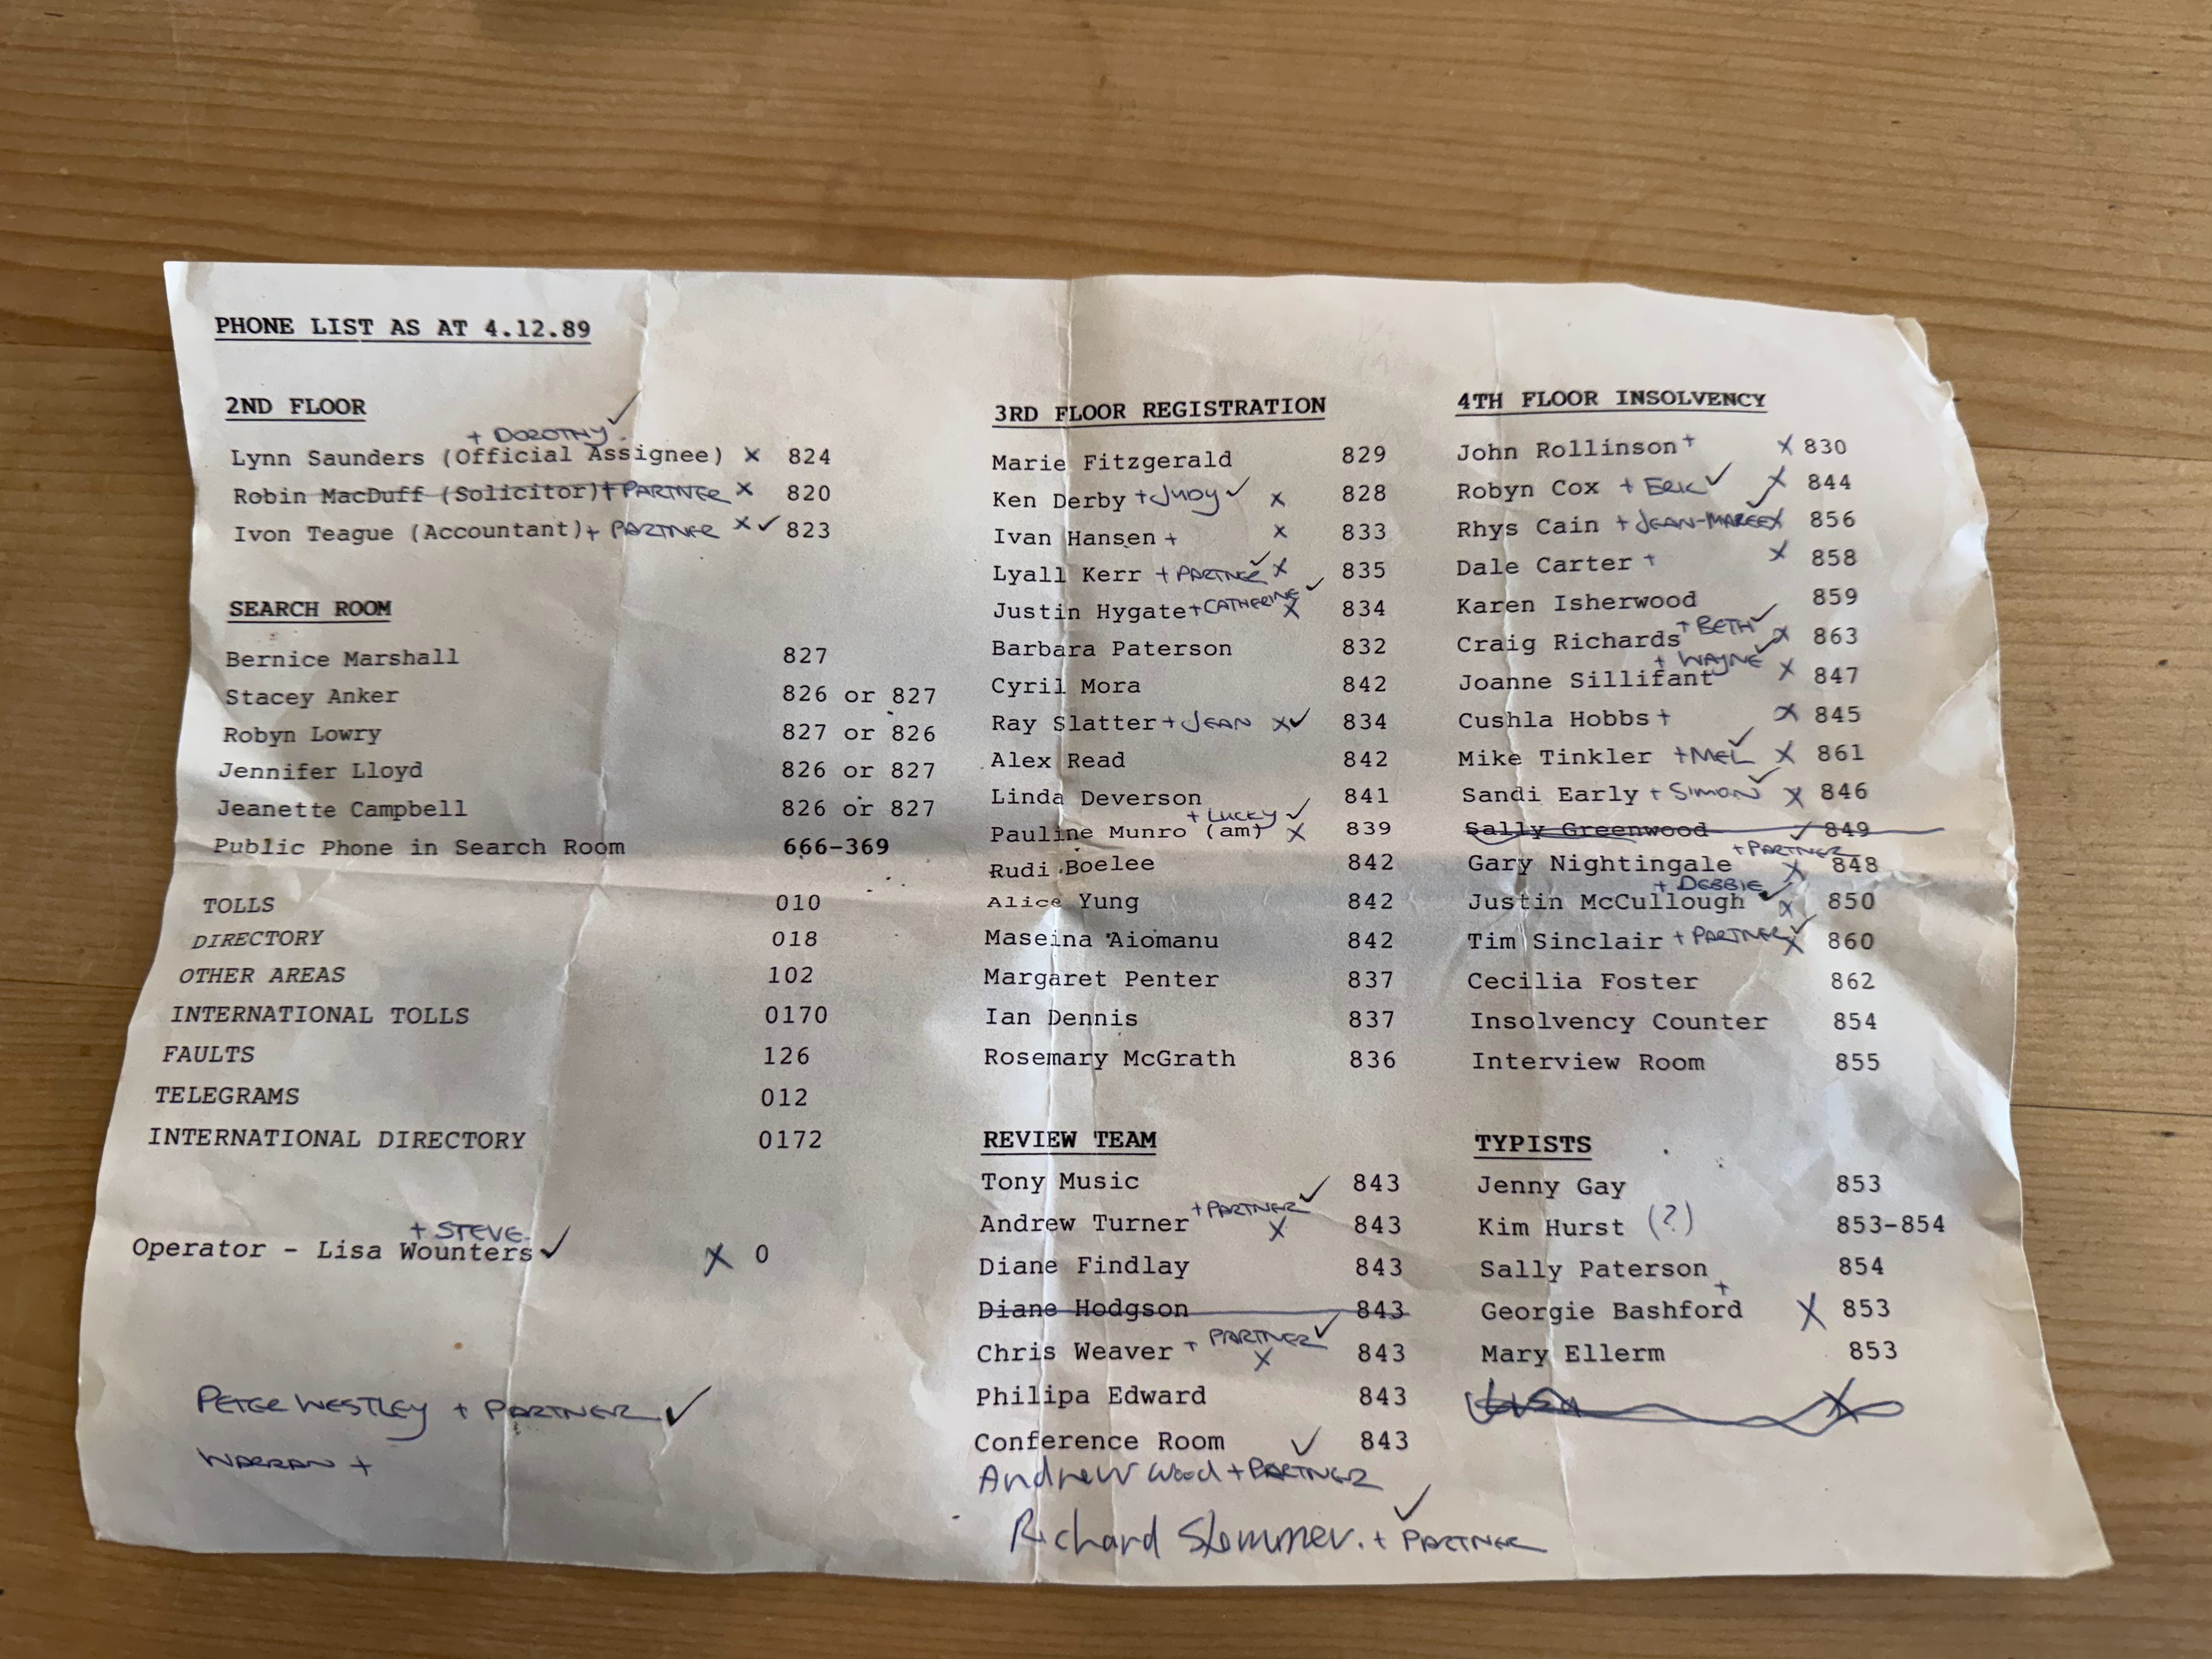 PHONE LIST AS AT 4.12.89
2ND FLOOR
+ DOROTHY ✓
Lynn Saunders (Official Assignee) x 824
Robin MacDuff (Solicitor) + PARTNER x 820
Ivon Teague (Accountant) + PARTNER x ✓ 823
SEARCH ROOM
Bernice Marshall 827
Stacey Anker 826 or 827
Robyn Lowry 827 or 826
Jennifer Lloyd 826 or 827
Jeanette Campbell 826 or 827
Public Phone in Search Room 666-369
TOLLS 010
DIRECTORY 018
OTHER AREAS 102
INTERNATIONAL TOLLS 0170
FAULTS 126
TELEGRAMS 012
INTERNATIONAL DIRECTORY 0172
+ STEVE
Operator - Lisa Wounters ✓ x 0
PETER WESTLEY + PARTNER ✓
WARRAN +
3RD FLOOR REGISTRATION
Marie Fitzgerald 829
Ken Derby + JUDY ✓ x 828
Ivan Hansen + x 833
Lyall Kerr + PARTNER ✓ x 835
Justin Hygate + CATHERINE ✓ x 834
Barbara Paterson 832
Cyril Mora 842
Ray Slatter + JEAN x ✓ 834
Alex Read 842
Linda Deverson 841
+ LUCKY ✓
Pauline Munro (am) x 839
Rudi Boelee 842
Alice Yung 842
Maseina Aiomanu 842
Margaret Penter 837
Ian Dennis 837
Rosemary McGrath 836
REVIEW TEAM
Tony Music 843
+ PARTNER ✓
Andrew Turner x 843
Diane Findlay 843
Diane Hodgson 843
Chris Weaver + PARTNER ✓ x 843
Philipa Edward 843
Conference Room ✓ 843
Andrew Wood + PARTNER
Richard Slemmer. + PARTNER ✓
4TH FLOOR INSOLVENCY
John Rollinson + x 830
Robyn Cox + ERIC ✓ x 844
Rhys Cain + JEAN-MAREE ✓ x 856
Dale Carter + x 858
Karen Isherwood 859
+ BETH ✓
Craig Richards x 863
+ WAYNE ✓
Joanne Sillifant x 847
Cushla Hobbs + x 845
Mike Tinkler + MEL ✓ x 861
Sandi Early + SIMON ✓ x 846
Sally Greenwood ✓ 849
+ PARTNER
Gary Nightingale x 848
+ DEBBIE ✓
Justin McCullough x 850
Tim Sinclair + PARTNER ✓ x 860
Cecilia Foster 862
Insolvency Counter 854
Interview Room 855
TYPISTS
Jenny Gay 853
Kim Hurst (?) 853-854
Sally Paterson 854
+
Georgie Bashford x 853
Mary Ellerm 853
x